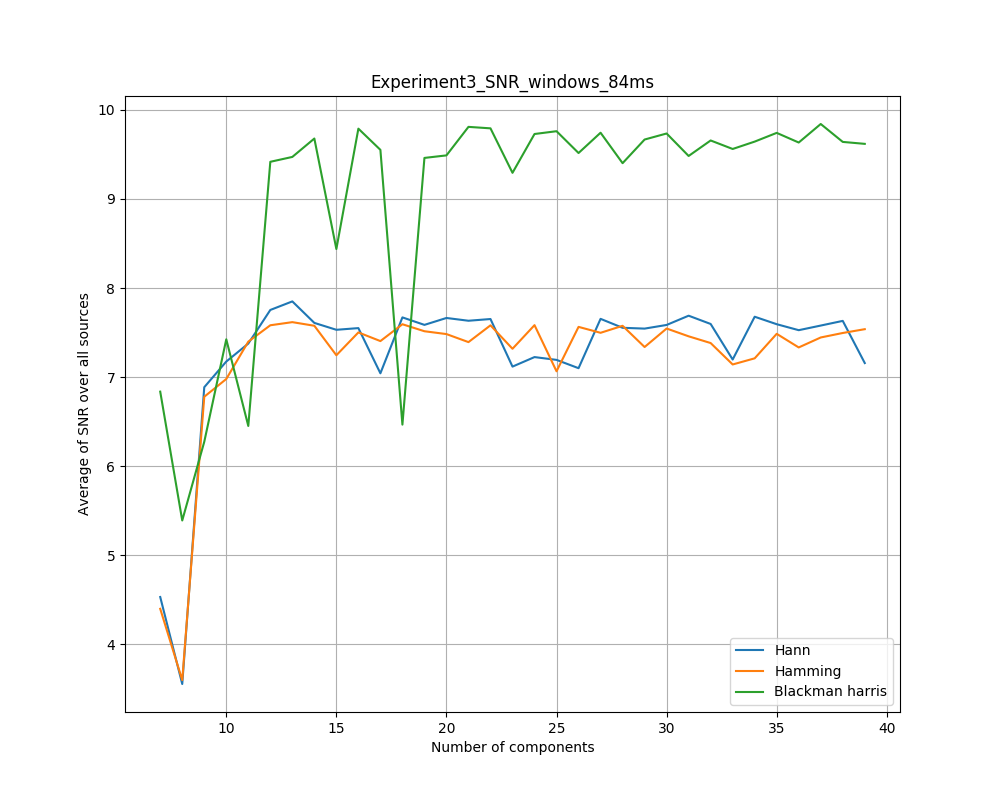 Experiment3_SNR_windows_84ms
Average of SNR over all sources
10
9
8
7
6
5
4
10 15 20 25 30 35 40
Number of components
Hann
Hamming
Blackman harris